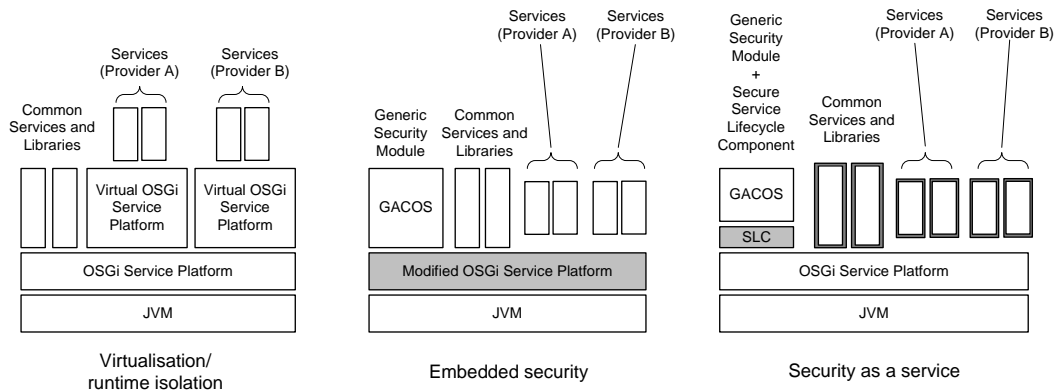 Services
(Provider A)
Services
(Provider B)
Common
Services and
Libraries
Virtual OSGi
Service
Platform
Virtual OSGi
Service
Platform
OSGi Service Platform
JVM
Virtualisation/
runtime isolation
Services
(Provider A)
Services
(Provider B)
Generic
Security
Module
Common
Services and
Libraries
GACOS
Modified OSGi Service Platform
JVM
Embedded security
Generic
Security
Module
+
Secure
Service
Lifecycle
Component
Services
(Provider A)
Services
(Provider B)
Common
Services and
Libraries
GACOS
SLC
OSGi Service Platform
JVM
Security as a service